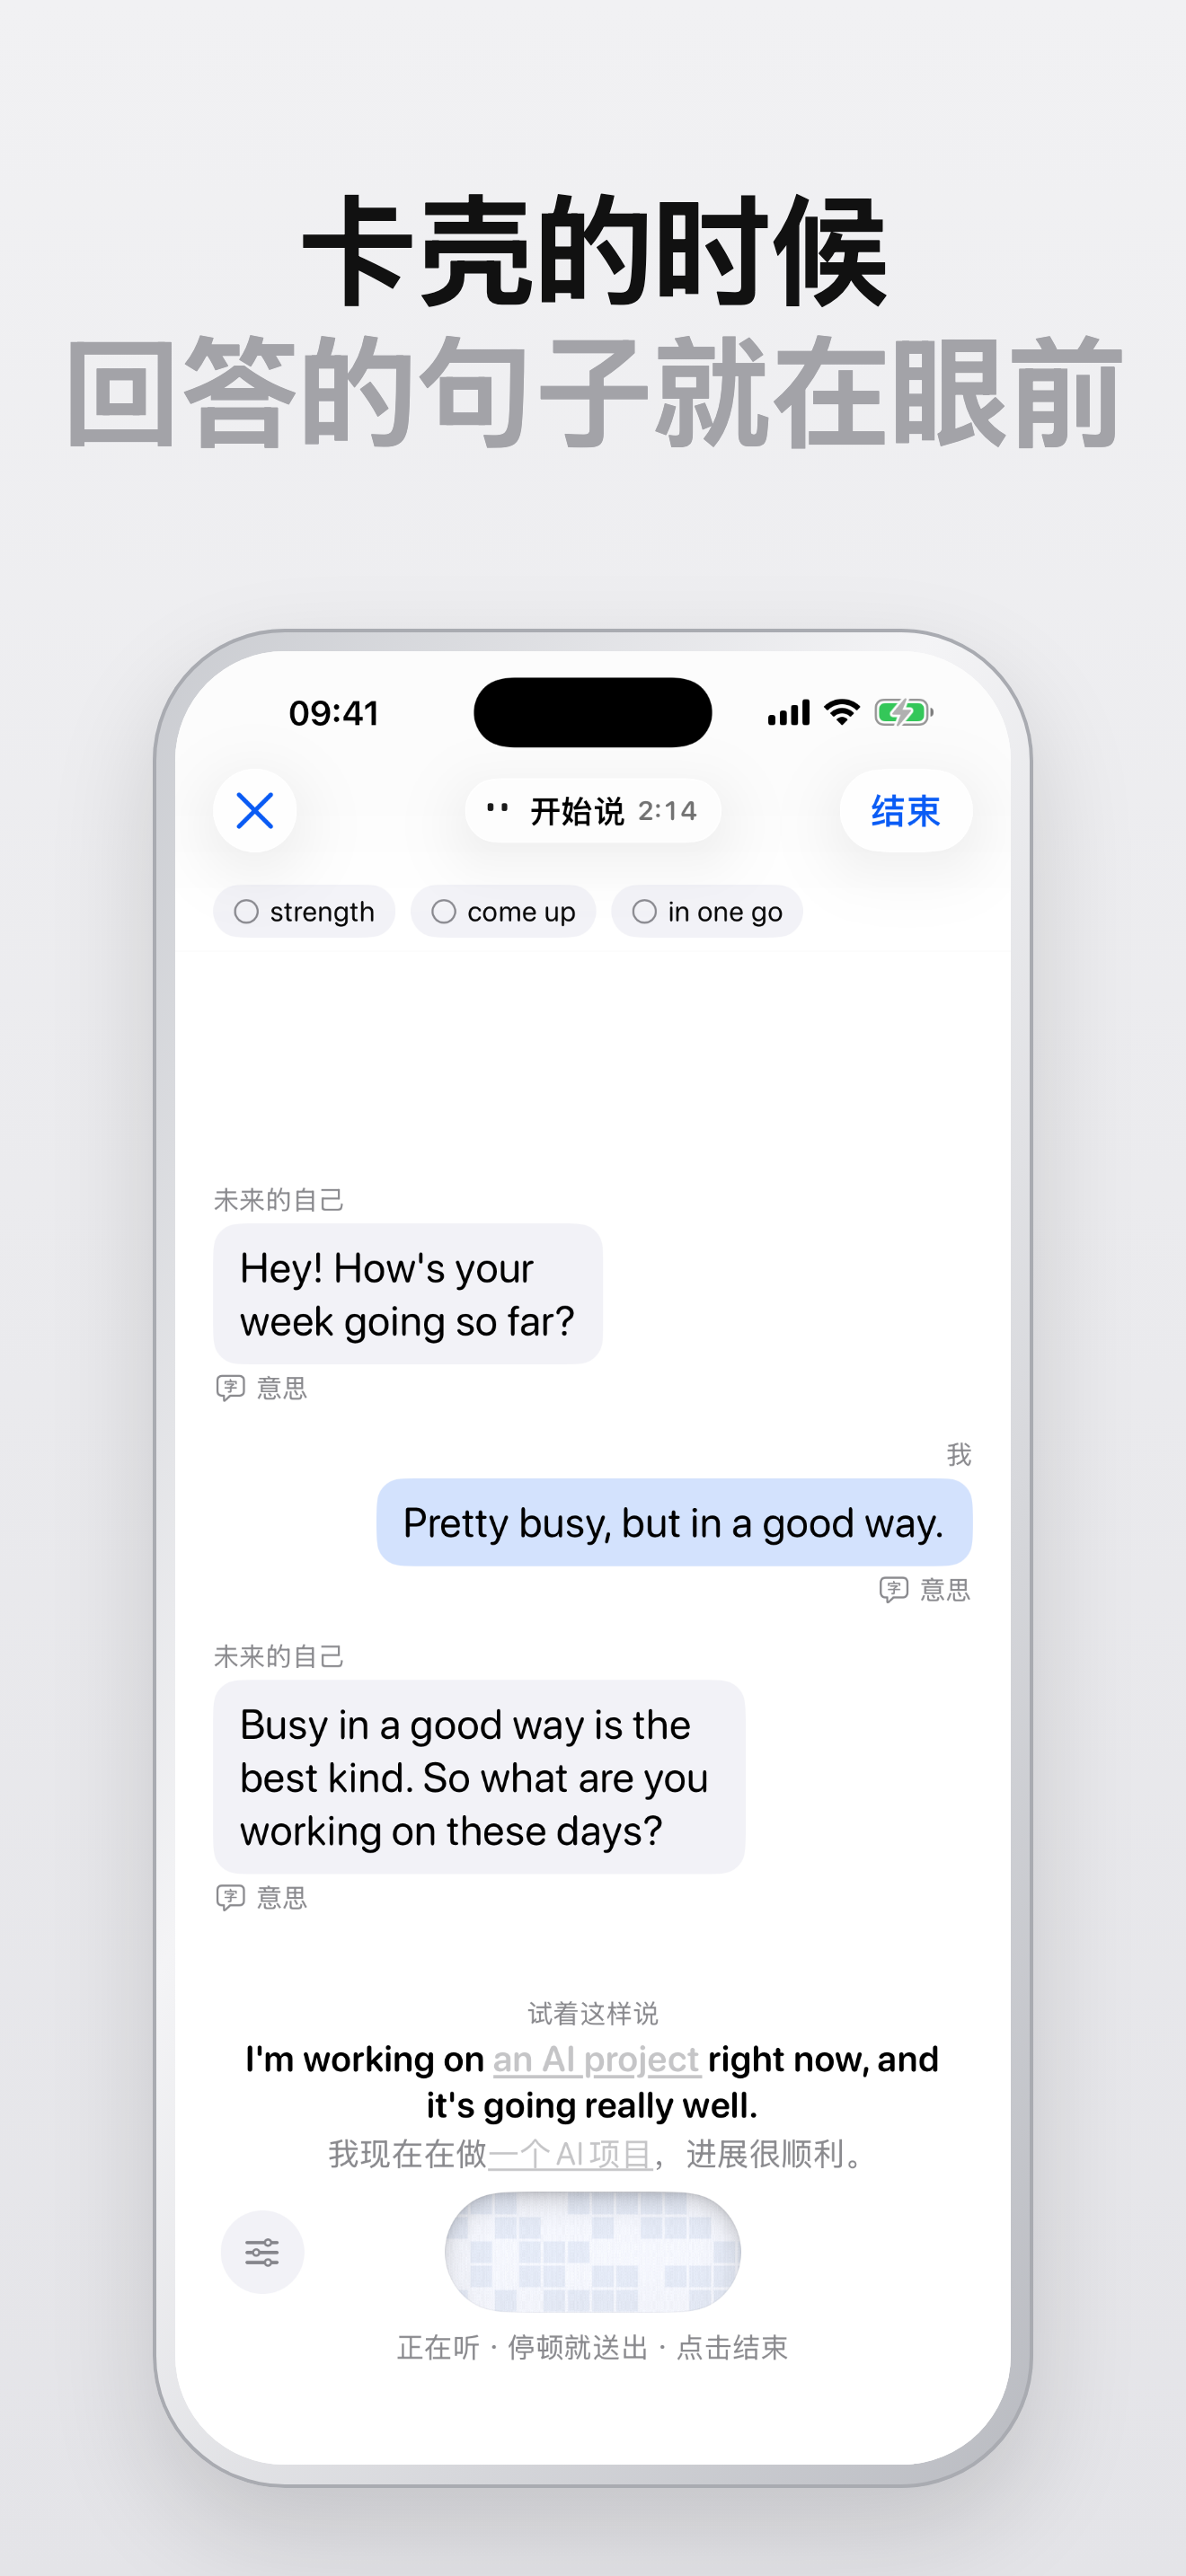 卡壳的时候
回答的句子就在眼前
09:41
开始说 2:14
结束
strength
come up
in one go
未来的自己
Hey! How's your
week going so far?
字 意思
我
Pretty busy, but in a good way.
字 意思
未来的自己
Busy in a good way is the
best kind. So what are you
working on these days?
字 意思
试着这样说
I'm working on an AI project right now, and
it's going really well.
我现在在做一个AI项目，进展很顺利。
正在听 · 停顿就送出 · 点击结束